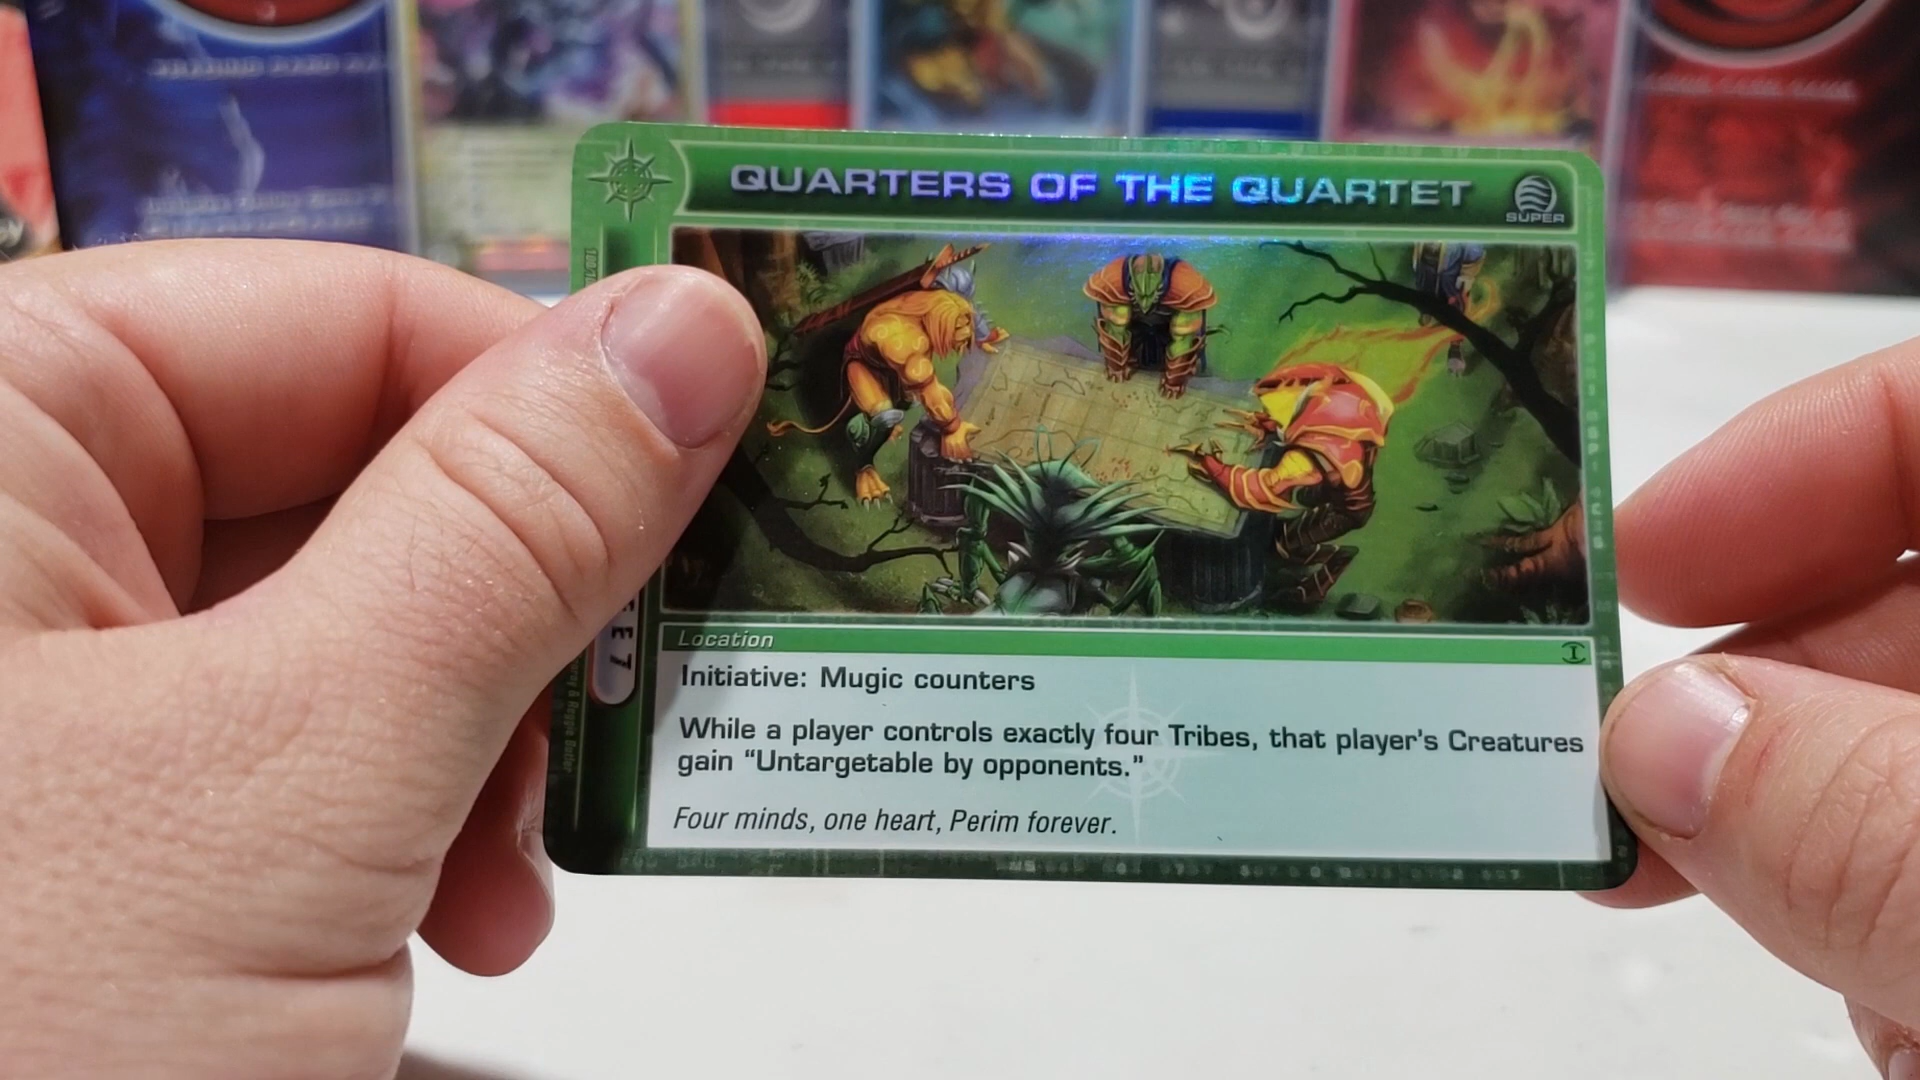 QUARTERS OF THE QUARTET
SUPER
Location
Initiative: Mugic counters
While a player controls exactly four Tribes, that player's Creatures
gain “Untargetable by opponents.”
Four minds, one heart, Perim forever.